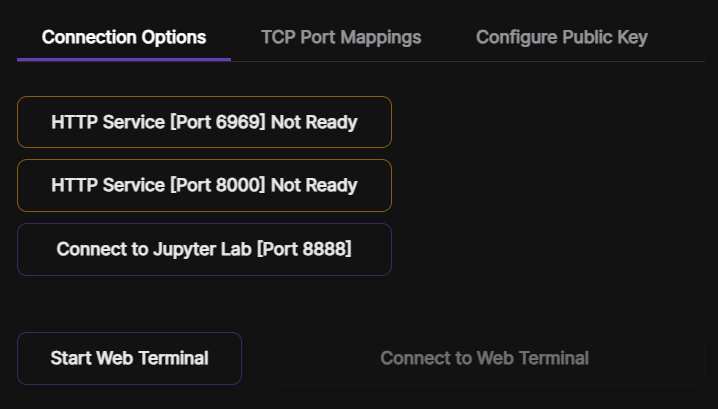 Connection Options
TCP Port Mappings
Configure Public Key
HTTP Service [Port 6969] Not Ready
HTTP Service [Port 8000] Not Ready
Connect to Jupyter Lab [Port 8888]
Start Web Terminal
Connect to Web Terminal